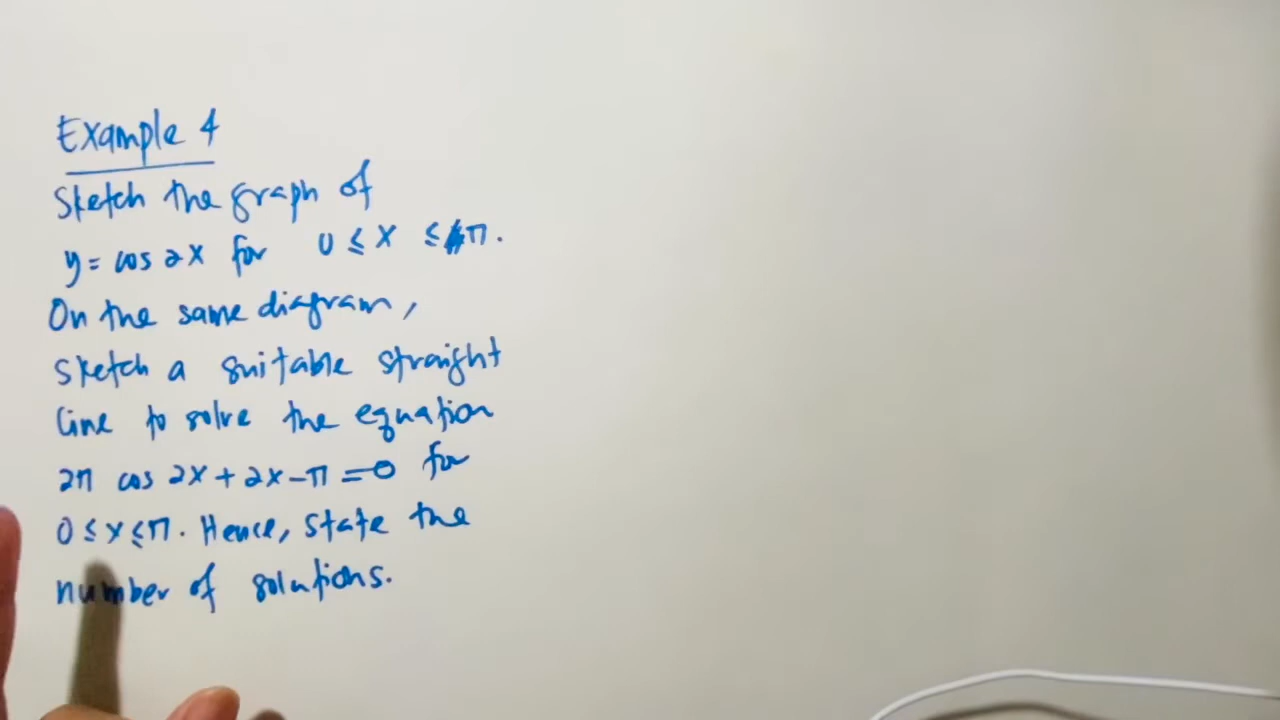 Example 4
Sketch the graph of
y = cos 2x for 0 ≤ x ≤ π.
On the same diagram,
sketch a suitable straight
line to solve the equation
2π cos 2x + 2x - π = 0 for
0 ≤ x ≤ π. Hence, state the
number of solutions.